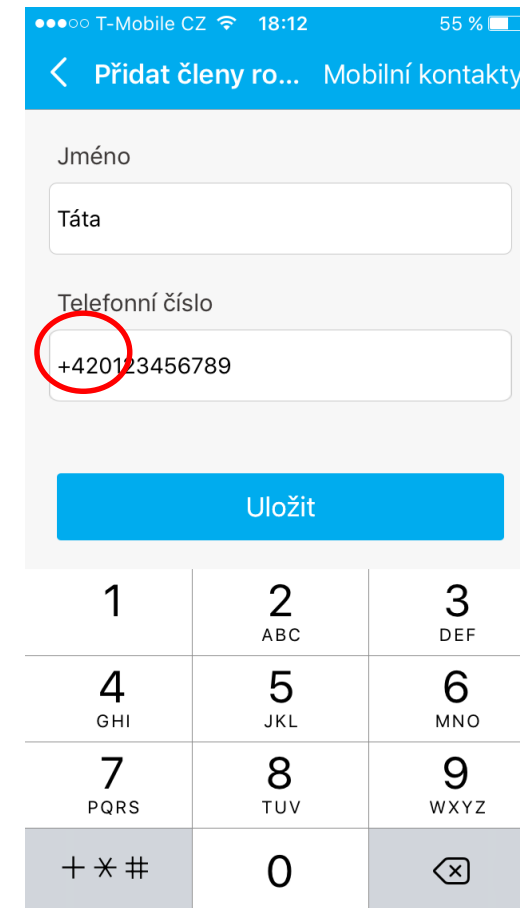 T-Mobile CZ 18:12 55 %
Přidat členy ro... Mobilní kontakty
Jméno
Táta
Telefonní číslo
+420123456789
Uložit
1 2 3
ABC DEF
4 5 6
GHI JKL MNO
7 8 9
PQRS TUV WXYZ
+*# 0